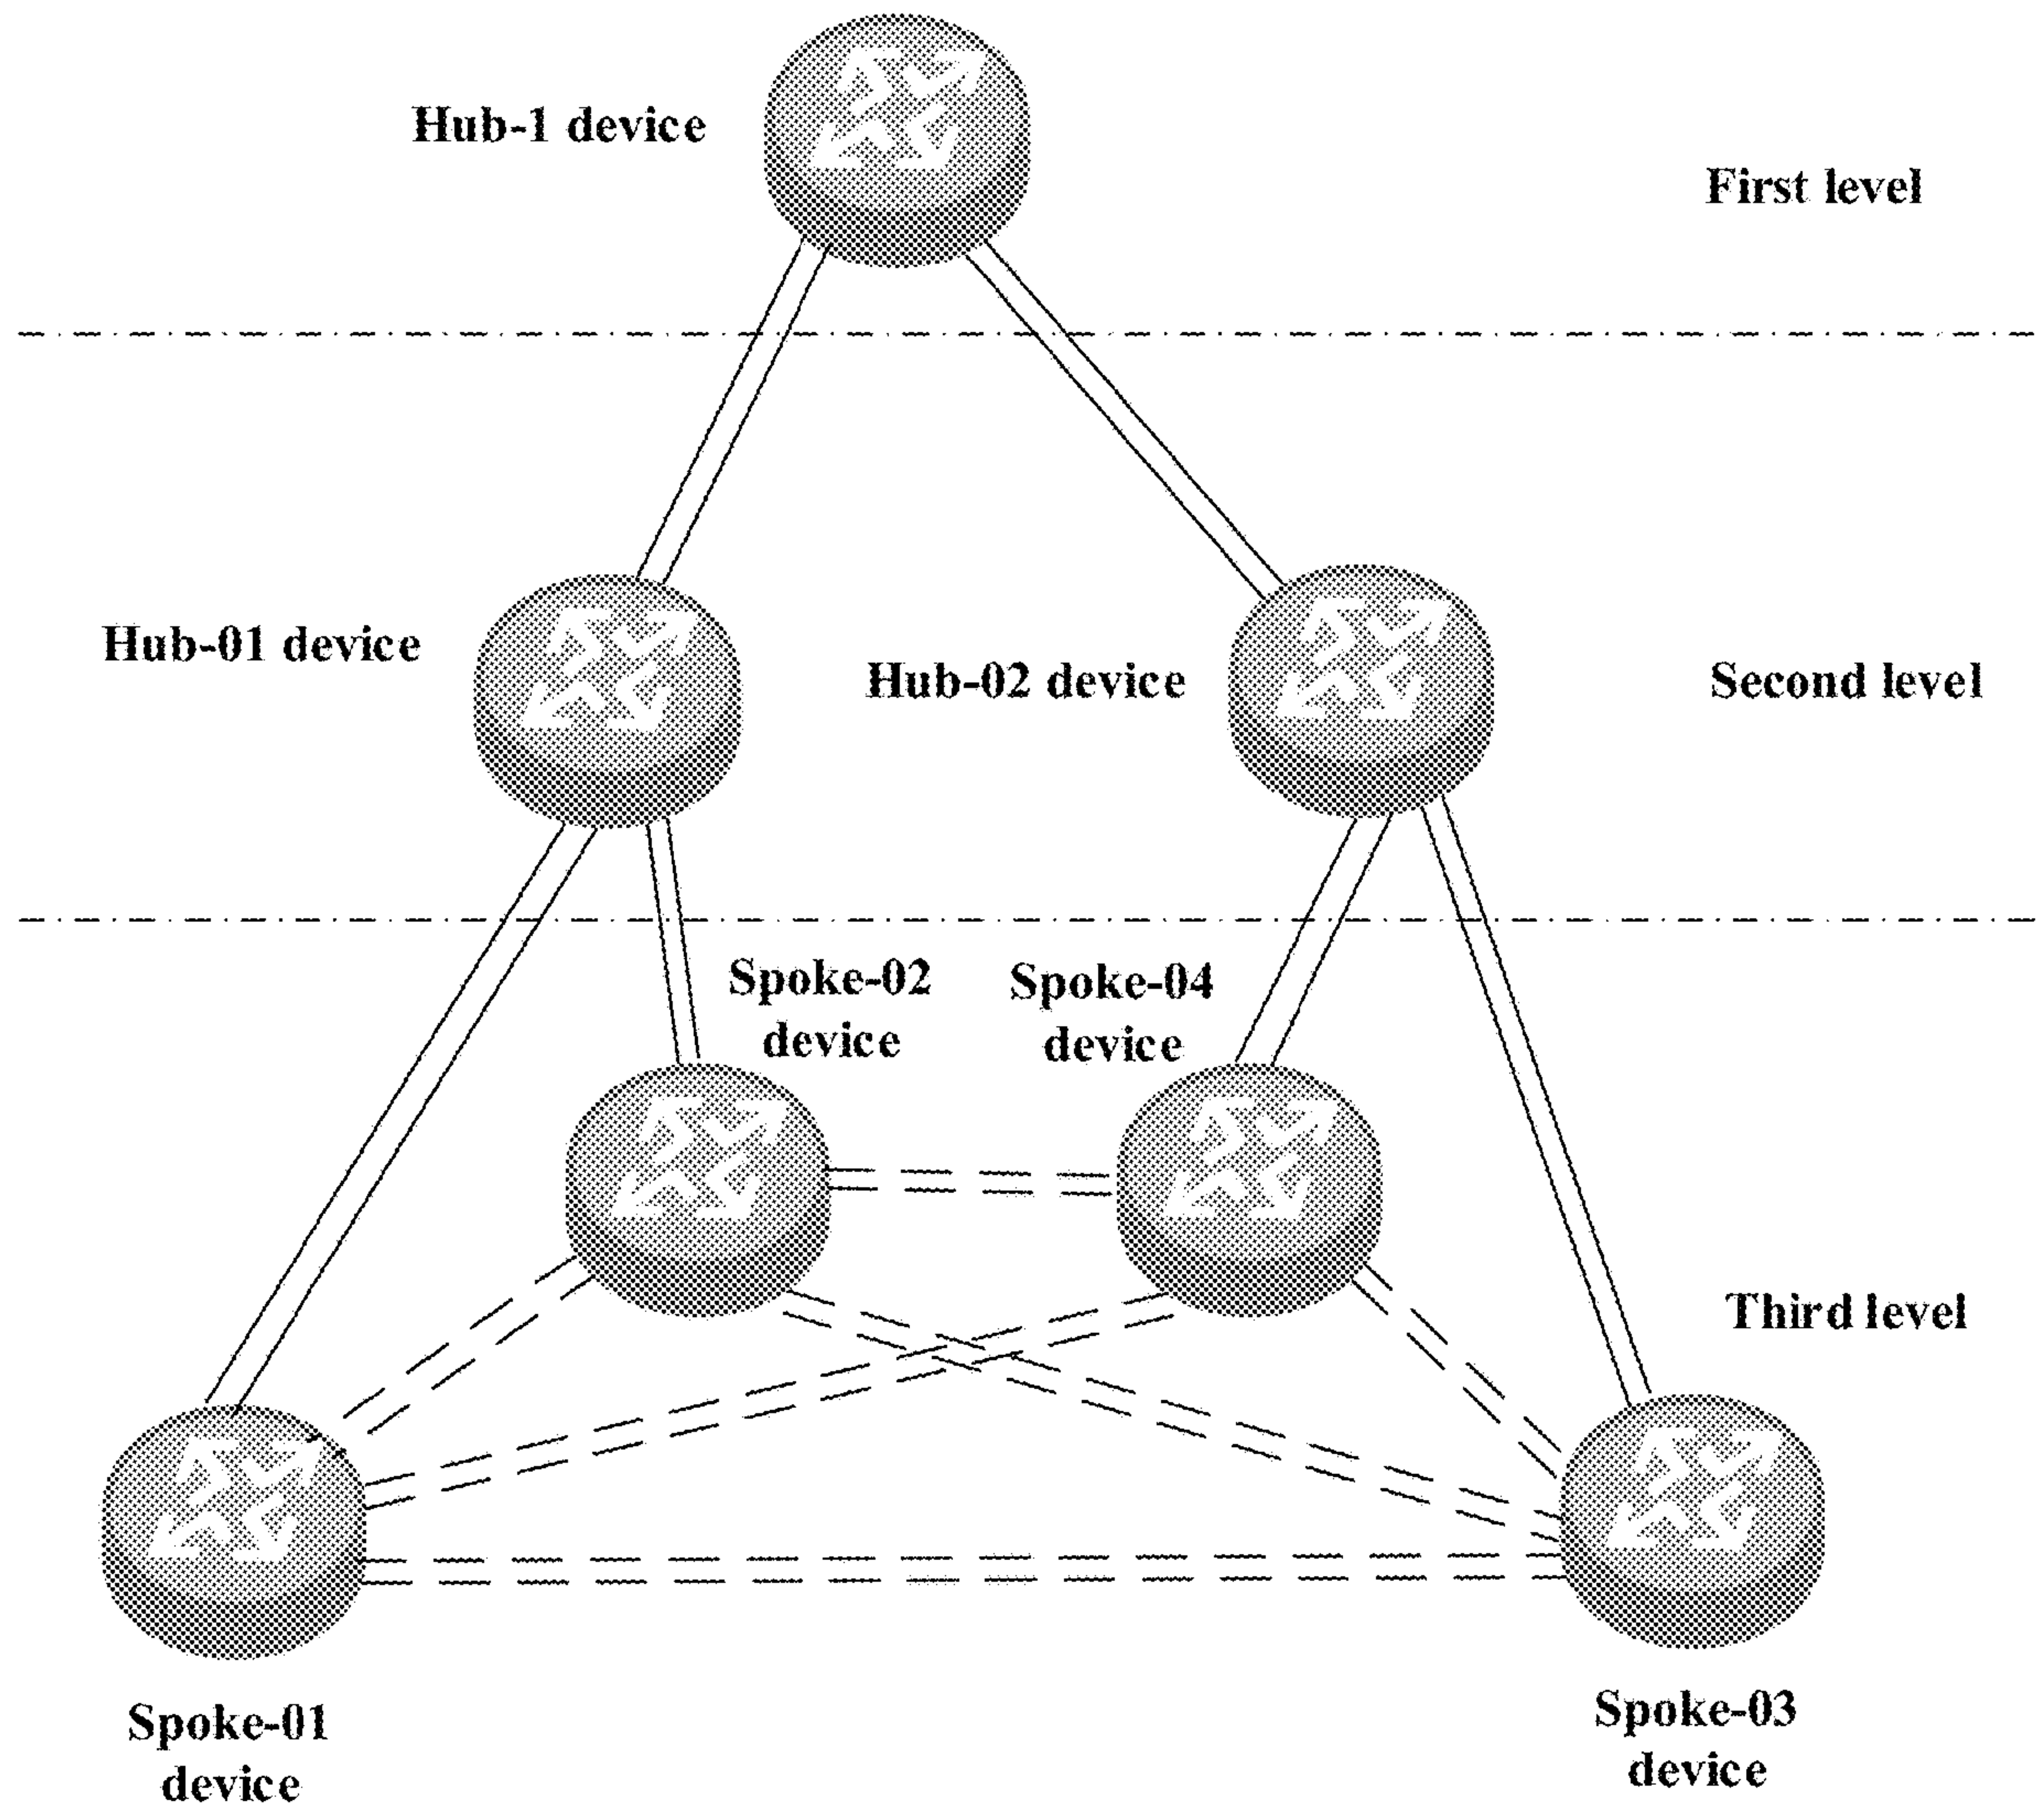 Hub-1 device
First level
Hub-01 device
Hub-02 device
Second level
Spoke-02
device
Spoke-04
device
Third level
Spoke-01
device
Spoke-03
device